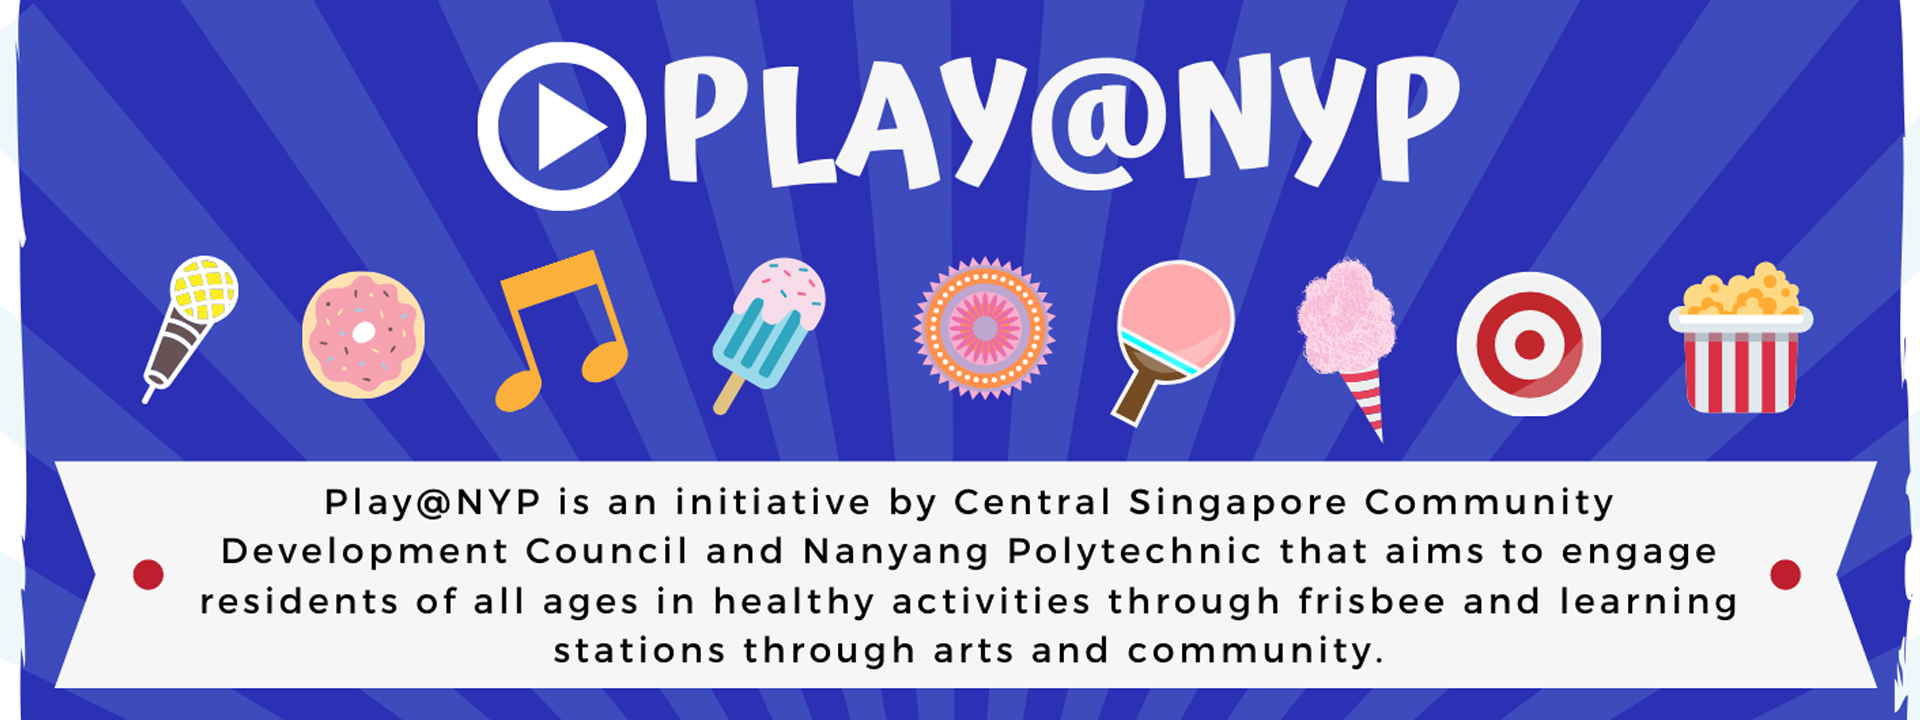 PLAY@NYP
Play@NYP is an initiative by Central Singapore Community
Development Council and Nanyang Polytechnic that aims to engage
residents of all ages in healthy activities through frisbee and learning
stations through arts and community.